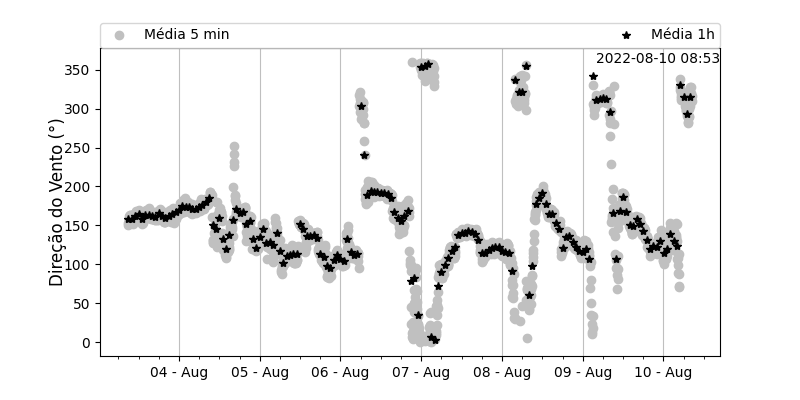 Média 5 min
Média 1h
2022-08-10 08:53
Direção do Vento (°)
350
300
250
200
150
100
50
0
04 - Aug
05 - Aug
06 - Aug
07 - Aug
08 - Aug
09 - Aug
10 - Aug